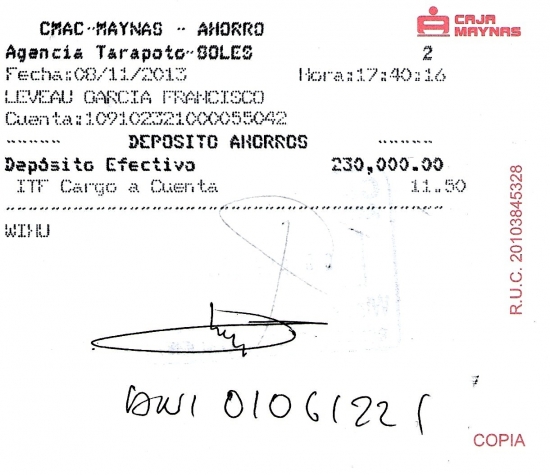 CMAC-MAYNAS - AHORRO
CAJA MAYNAS
Agencia Tarapoto-SOLES 2
Fecha:08/11/2013 Hora:17:40:16
LEVEAU GARCIA FRANCISCO
Cuenta:109102321000055042
----- DEPOSITO AHORROS -----
Depósito Efectivo 230,000.00
ITF Cargo a Cuenta 11.50
WIHU
R.U.C. 20103845328
DNI 01061221
7
COPIA